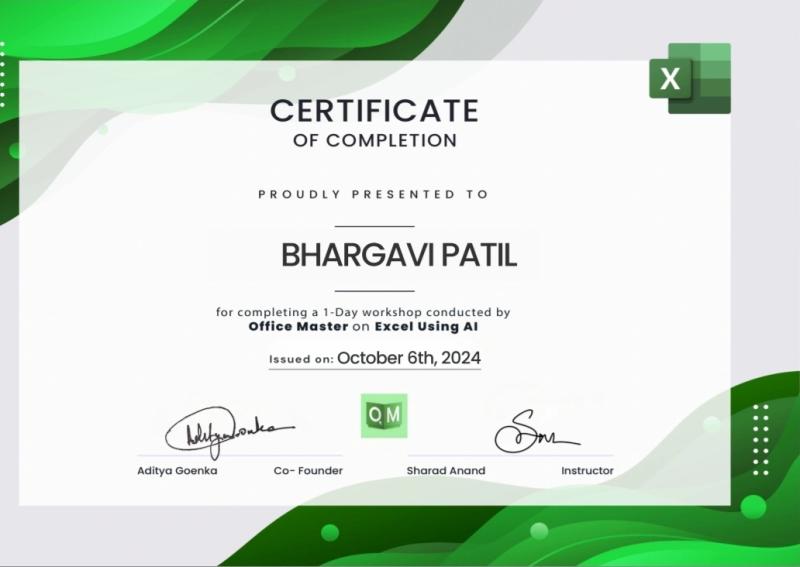 X
CERTIFICATE
OF COMPLETION
PROUDLY PRESENTED TO
BHARGAVI PATIL
for completing a 1-Day workshop conducted by
Office Master on Excel Using AI
Issued on: October 6th, 2024
OM
Aditya Goenka Co- Founder Sharad Anand Instructor